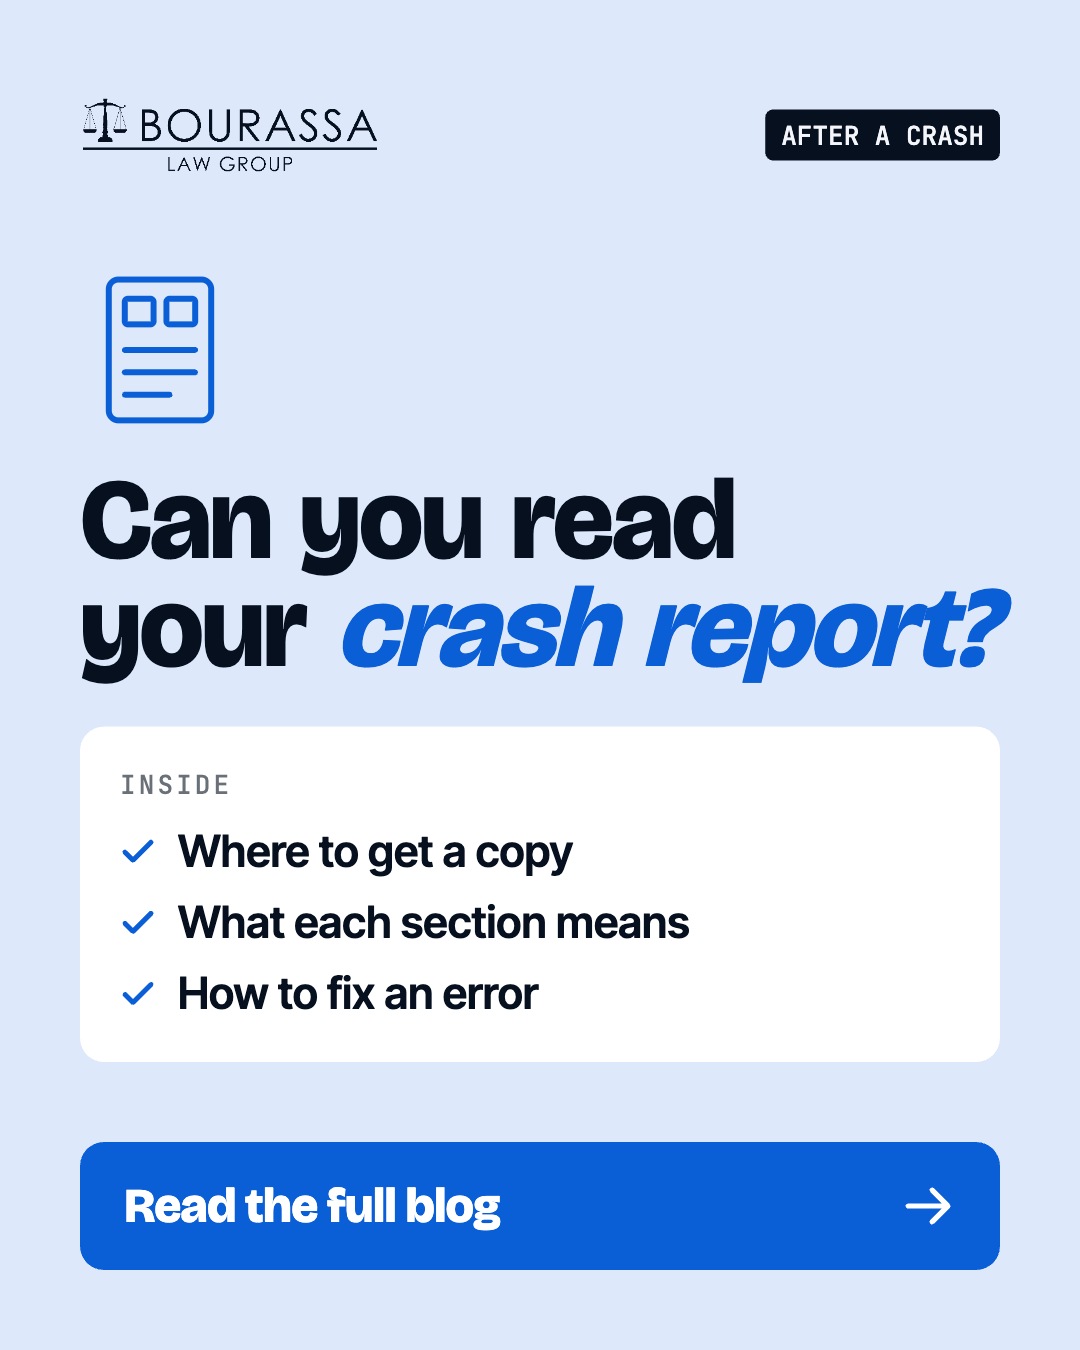 BOURASSA
LAW GROUP
AFTER A CRASH
Can you read
your crash report?
INSIDE
Where to get a copy
What each section means
How to fix an error
Read the full blog